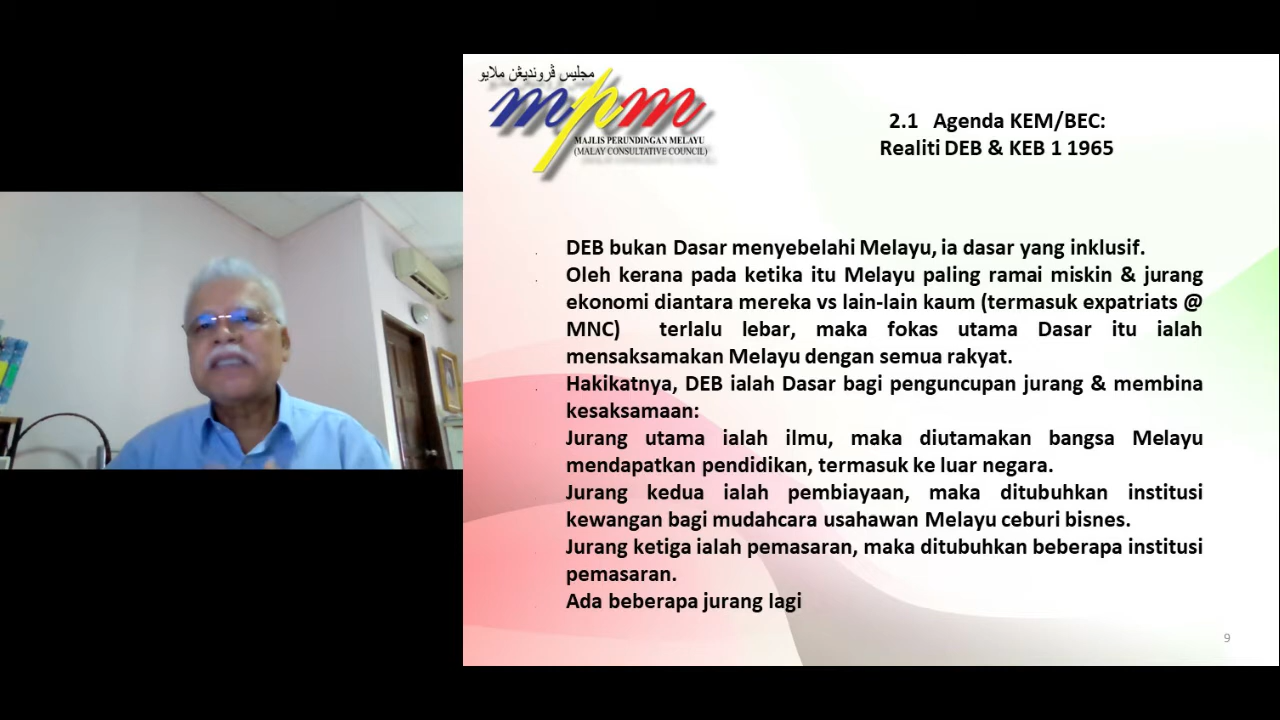 مجليس ڤرونديڠن ملايو
mpm
MAJLIS PERUNDINGAN MELAYU
(MALAY CONSULTATIVE COUNCIL)
2.1 Agenda KEM/BEC:
Realiti DEB & KEB 1 1965
DEB bukan Dasar menyebelahi Melayu, ia dasar yang inklusif.
Oleh kerana pada ketika itu Melayu paling ramai miskin & jurang
ekonomi diantara mereka vs lain-lain kaum (termasuk expatriats @
MNC) terlalu lebar, maka fokas utama Dasar itu ialah
mensaksamakan Melayu dengan semua rakyat.
Hakikatnya, DEB ialah Dasar bagi penguncupan jurang & membina
kesaksamaan:
Jurang utama ialah ilmu, maka diutamakan bangsa Melayu
mendapatkan pendidikan, termasuk ke luar negara.
Jurang kedua ialah pembiayaan, maka ditubuhkan institusi
kewangan bagi mudahcara usahawan Melayu ceburi bisnes.
Jurang ketiga ialah pemasaran, maka ditubuhkan beberapa institusi
pemasaran.
Ada beberapa jurang lagi
9